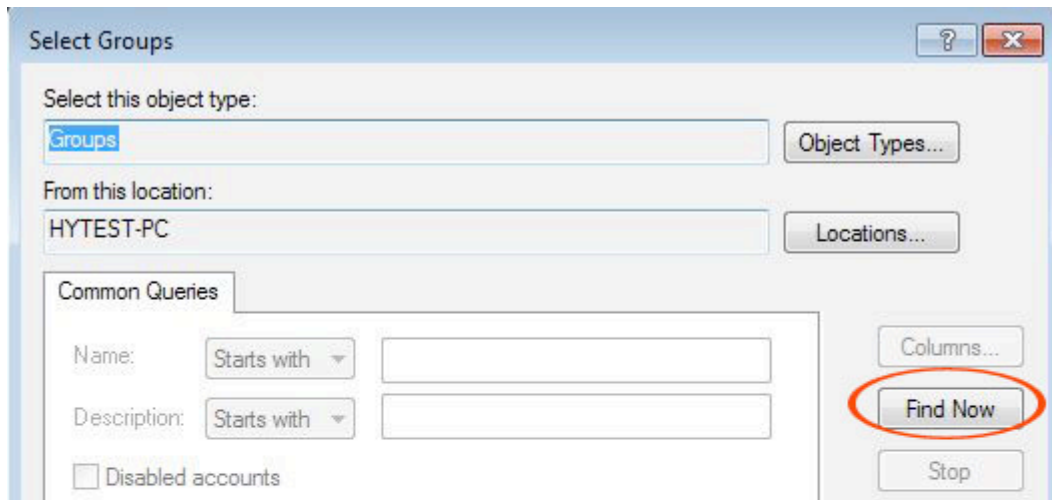 Select Groups
Select this object type:
Groups
Object Types...
From this location:
HYTEST-PC
Locations...
Common Queries
Name:
Starts with
Columns...
Description:
Starts with
Find Now
Disabled accounts
Stop